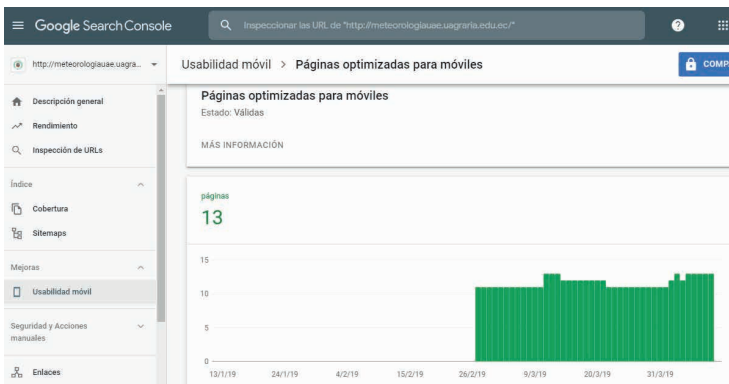 Google Search Console
Inspeccionar las URL de "http://meteorologiauae.uagraria.edu.ec/"
http://meteorologiauae.uagra...
Usabilidad móvil > Páginas optimizadas para móviles
COMP
Descripción general
Rendimiento
Inspección de URLs
Índice
Cobertura
Sitemaps
Mejoras
Usabilidad móvil
Seguridad y Acciones
manuales
Enlaces
Páginas optimizadas para móviles
Estado: Válidas
MÁS INFORMACIÓN
páginas
13
15
10
5
0
13/1/19 24/1/19 4/2/19 15/2/19 26/2/19 9/3/19 20/3/19 31/3/19